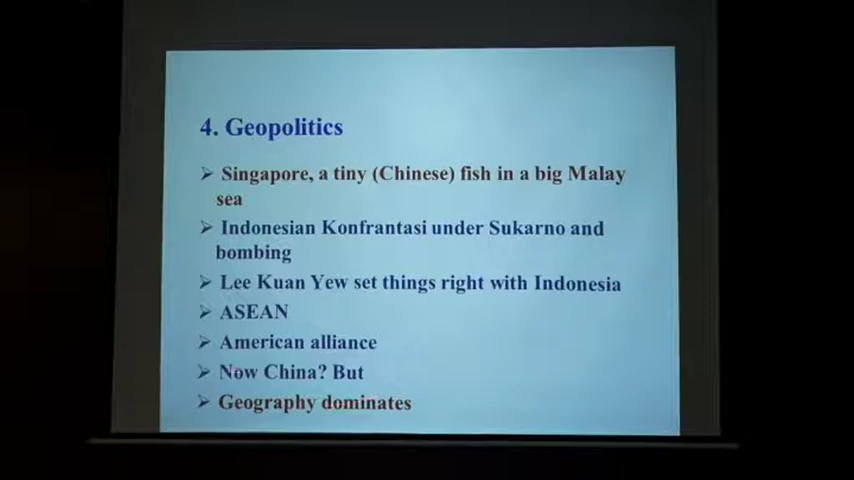 4. Geopolitics
➢ Singapore, a tiny (Chinese) fish in a big Malay
sea
➢ Indonesian Konfrantasi under Sukarno and
bombing
➢ Lee Kuan Yew set things right with Indonesia
➢ ASEAN
➢ American alliance
➢ Now China? But
➢ Geography dominates